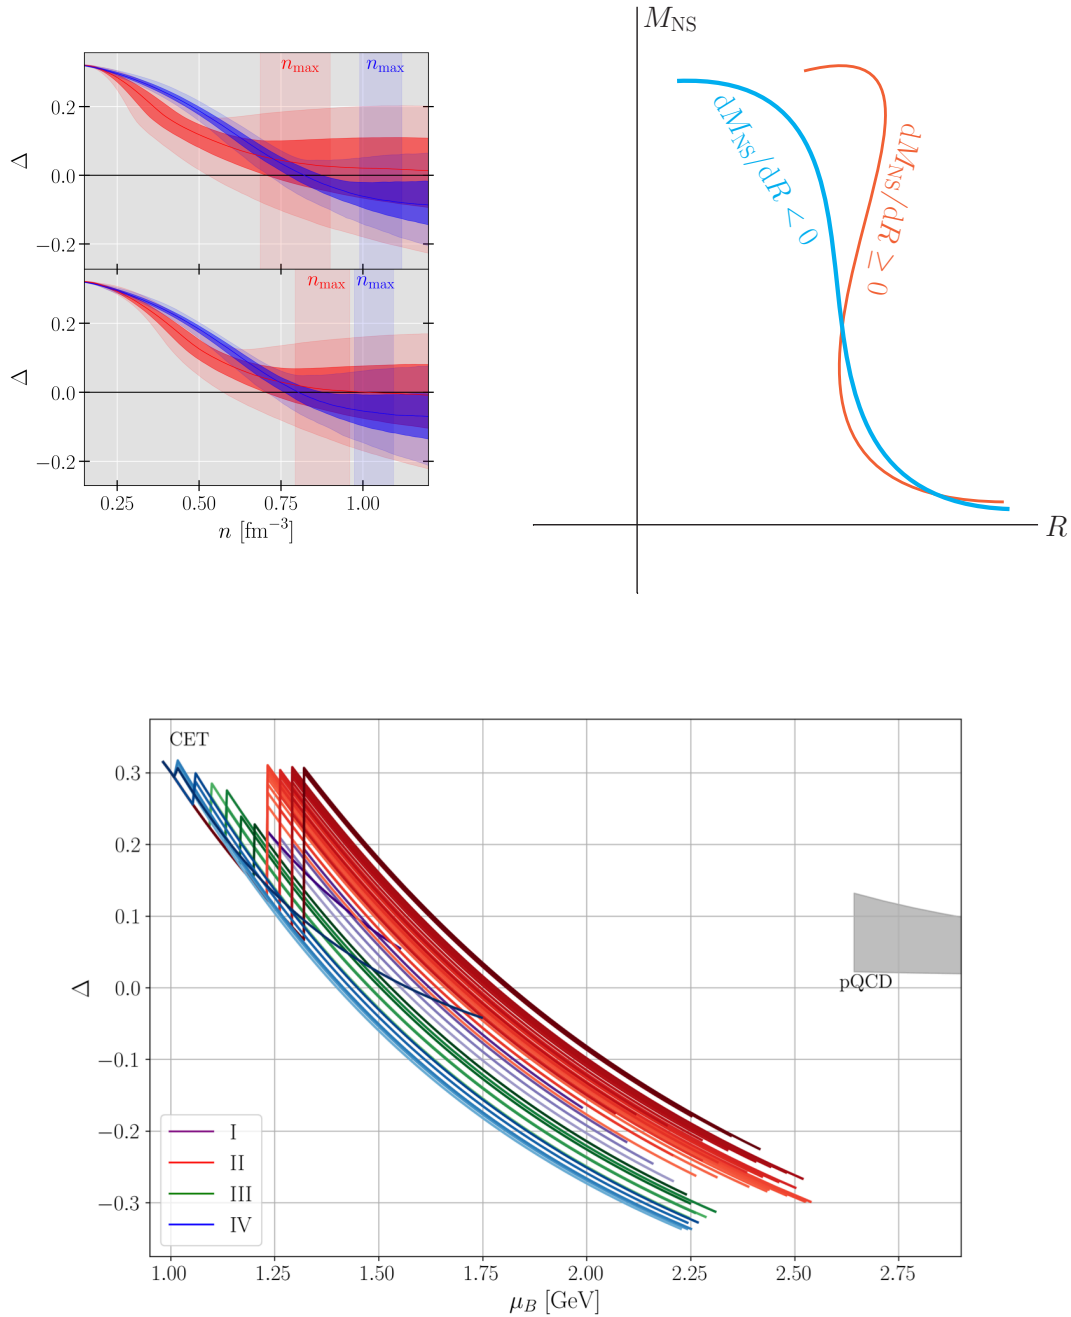 n_max n_max
0.2
0.0
−0.2
Δ
n_max n_max
0.2
0.0
−0.2
Δ
0.25 0.50 0.75 1.00
n [fm⁻³]
M_NS
dM_NS/dR < 0
dM_NS/dR ≥ 0
R
CET
0.3
0.2
0.1
0.0
−0.1
−0.2
−0.3
Δ
pQCD
I
II
III
IV
1.00 1.25 1.50 1.75 2.00 2.25 2.50 2.75
μ_B [GeV]